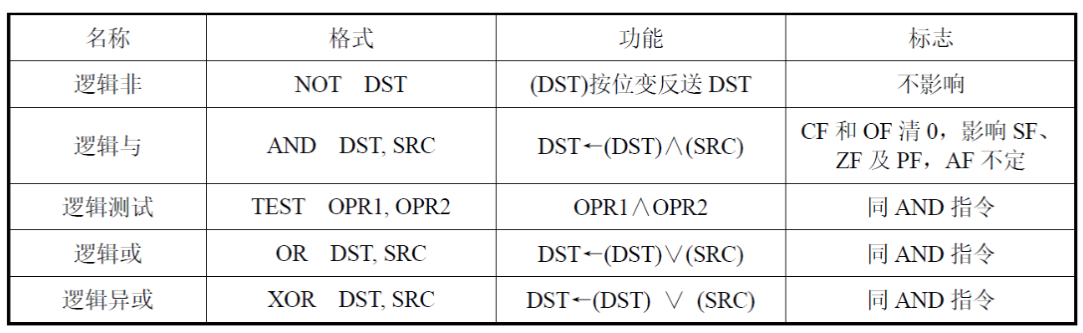 名称 格式 功能 标志
逻辑非 NOT DST (DST)按位变反送 DST 不影响
逻辑与 AND DST, SRC DST←(DST)∧(SRC) CF 和 OF 清 0，影响 SF、
ZF 及 PF，AF 不定
逻辑测试 TEST OPR1, OPR2 OPR1∧OPR2 同 AND 指令
逻辑或 OR DST, SRC DST←(DST)∨(SRC) 同 AND 指令
逻辑异或 XOR DST, SRC DST←(DST) ∨ (SRC) 同 AND 指令